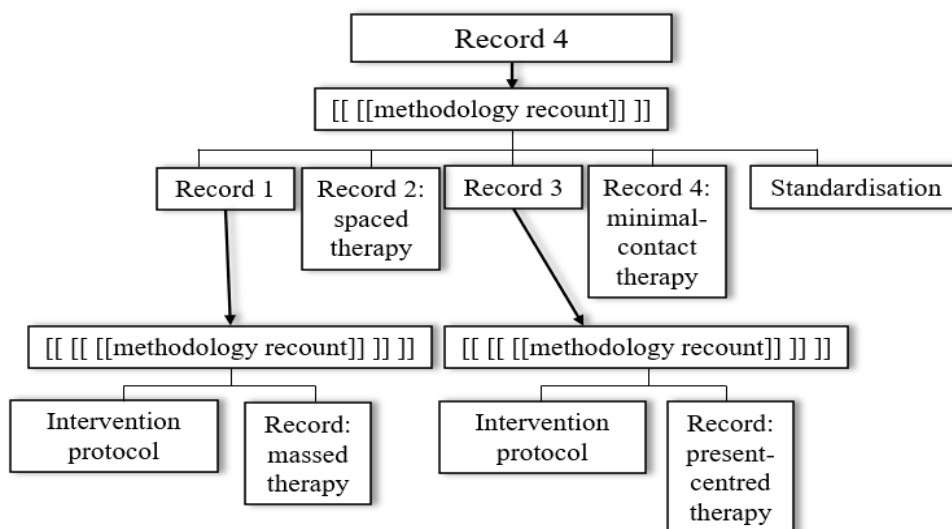 Record 4
[[ [[methodology recount]] ]]
Record 1
Record 2:
spaced
therapy
Record 3
Record 4:
minimal-
contact
therapy
Standardisation
[[ [[ [[methodology recount]] ]] ]]
[[ [[ [[methodology recount]] ]] ]]
Intervention
protocol
Record:
massed
therapy
Intervention
protocol
Record:
present-
centred
therapy